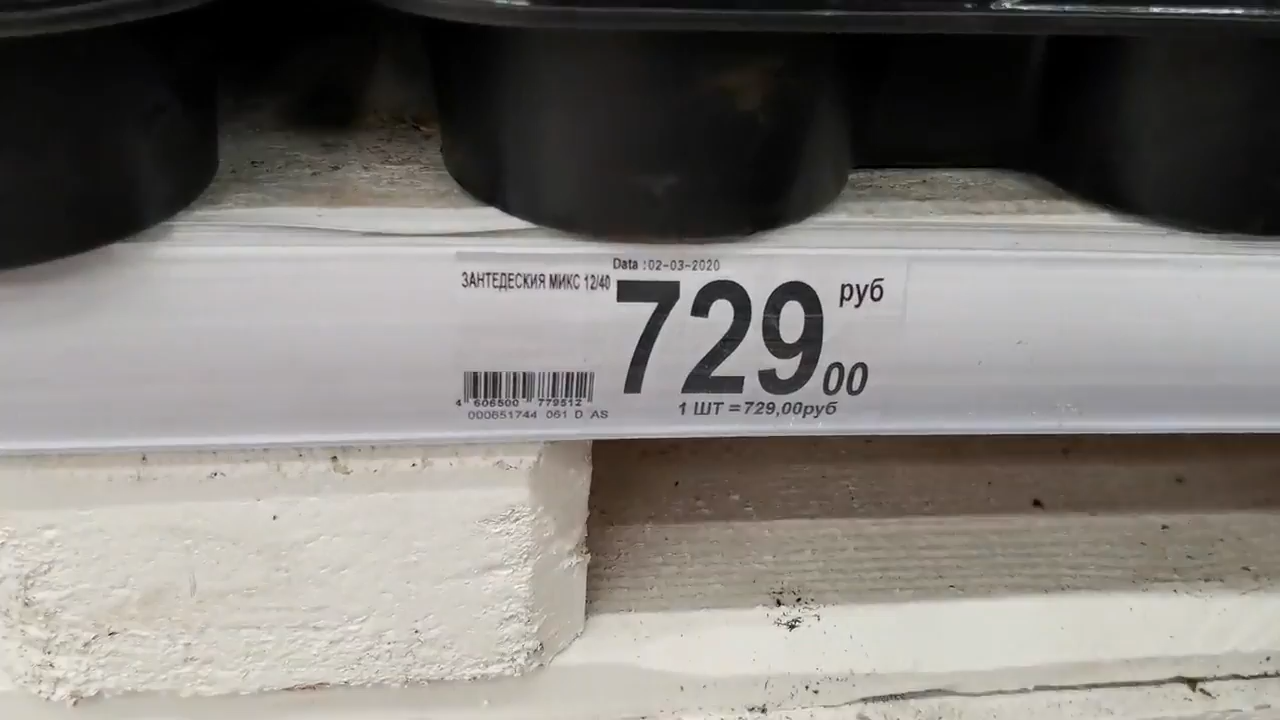 Data :02-03-2020
ЗАНТЕДЕСКИЯ МИКС 12/40
729 00 руб
4 606500 779512
000651744 061 D AS
1 ШТ =729,00руб